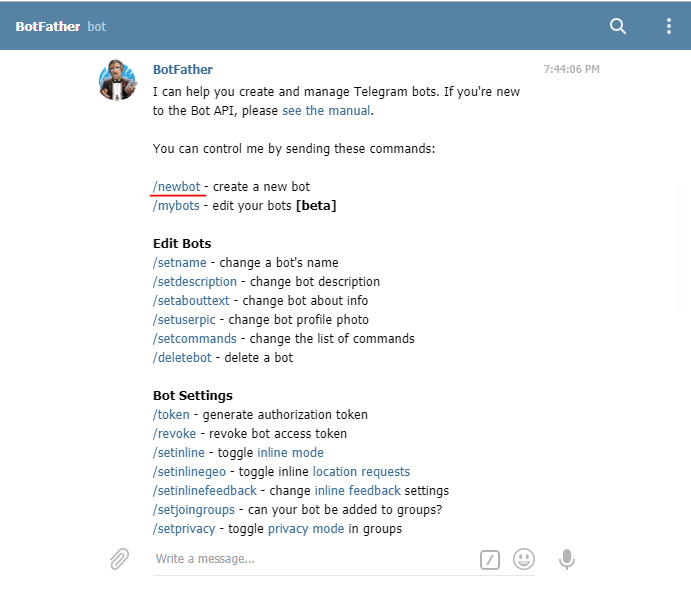 BotFather bot
BotFather 7:44:06 PM
I can help you create and manage Telegram bots. If you're new
to the Bot API, please see the manual.
You can control me by sending these commands:
/newbot - create a new bot
/mybots - edit your bots [beta]
Edit Bots
/setname - change a bot's name
/setdescription - change bot description
/setabouttext - change bot about info
/setuserpic - change bot profile photo
/setcommands - change the list of commands
/deletebot - delete a bot
Bot Settings
/token - generate authorization token
/revoke - revoke bot access token
/setinline - toggle inline mode
/setinlinegeo - toggle inline location requests
/setinlinefeedback - change inline feedback settings
/setjoingroups - can your bot be added to groups?
/setprivacy - toggle privacy mode in groups
Write a message...